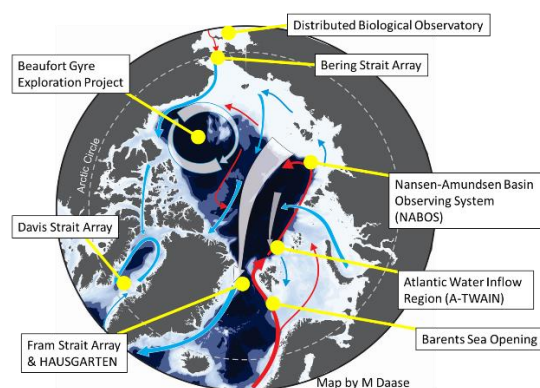 Distributed Biological Observatory
Beaufort Gyre
Exploration Project
Bering Strait Array
Arctic Circle
Nansen-Amundsen Basin
Observing System
(NABOS)
Davis Strait Array
Atlantic Water Inflow
Region (A-TWAIN)
Fram Strait Array
& HAUSGARTEN
Barents Sea Opening
Map by M Daase